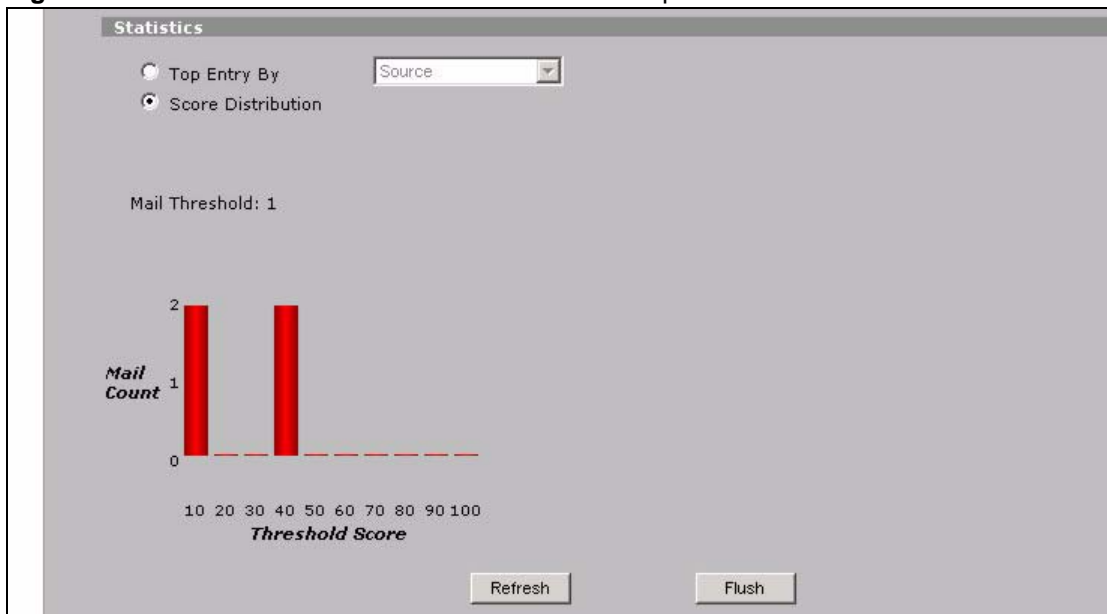 Statistics
Top Entry By Source
Score Distribution
Mail Threshold: 1
2
Mail
Count
1
0
10 20 30 40 50 60 70 80 90 100
Threshold Score
Refresh Flush